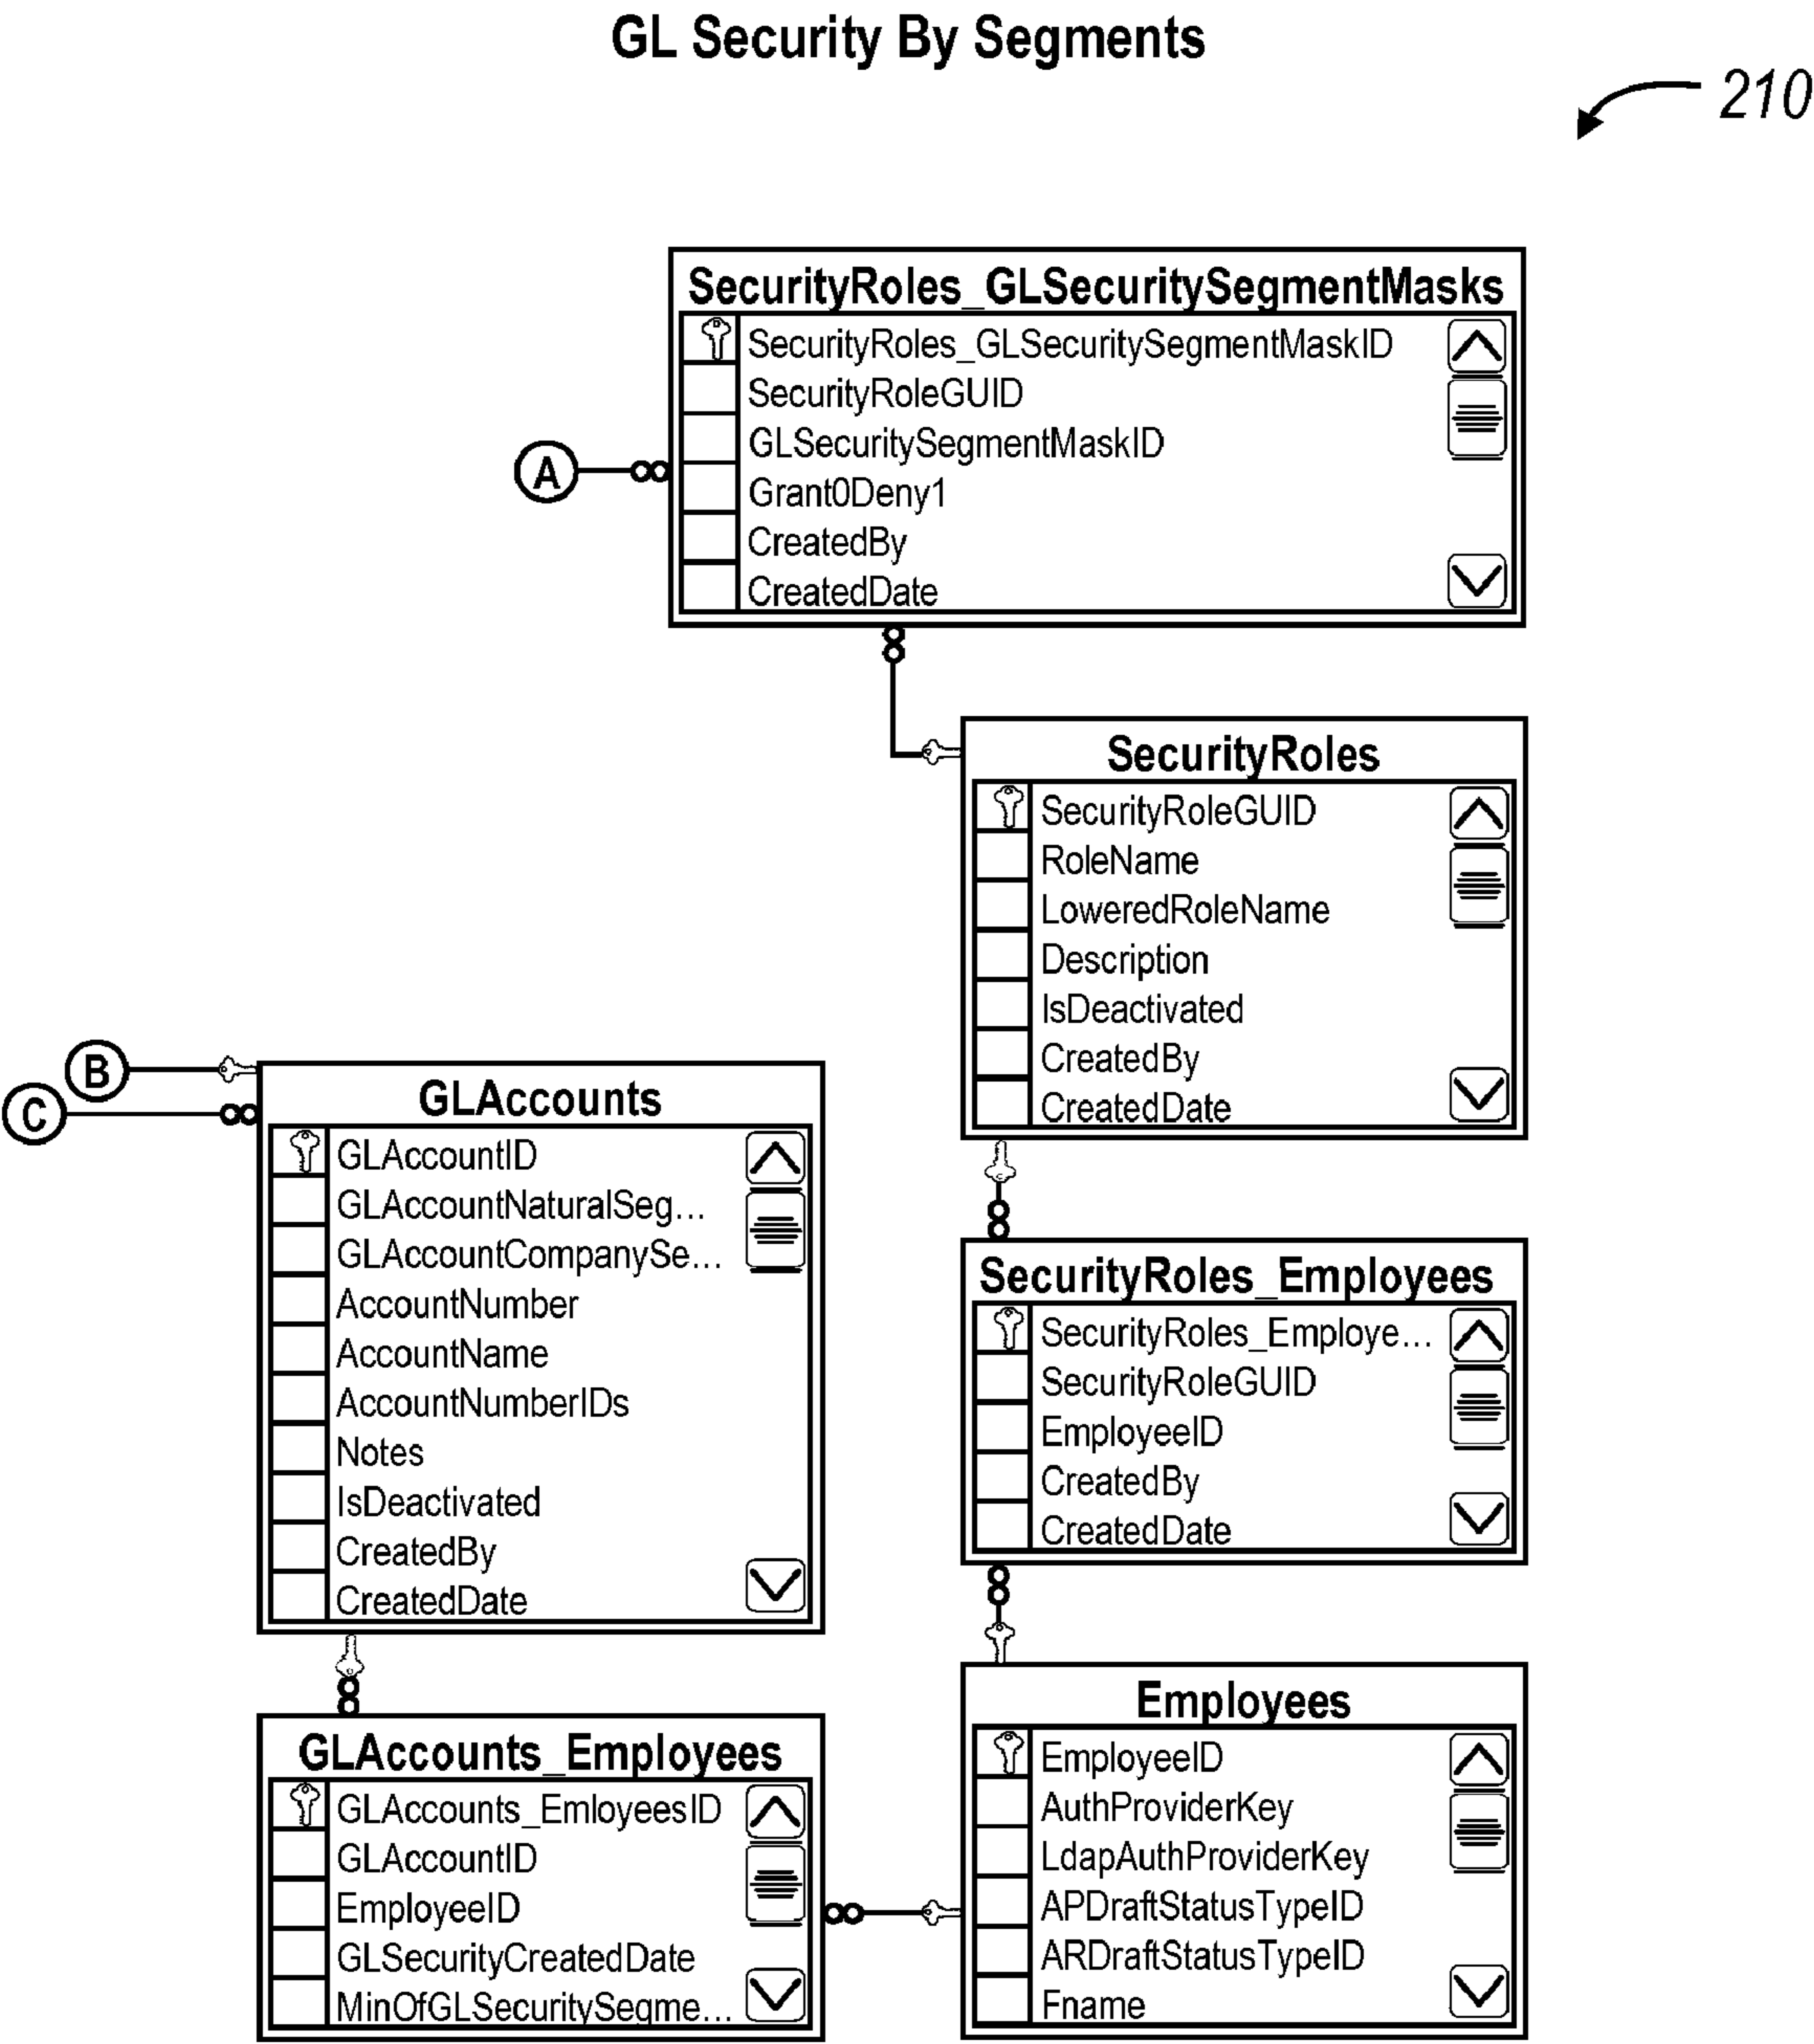 GL Security By Segments
210
SecurityRoles_GLSecuritySegmentMasks
SecurityRoles_GLSecuritySegmentMaskID
SecurityRoleGUID
GLSecuritySegmentMaskID
Grant0Deny1
CreatedBy
CreatedDate
A
SecurityRoles
SecurityRoleGUID
RoleName
LoweredRoleName
Description
IsDeactivated
CreatedBy
CreatedDate
B
C
GLAccounts
GLAccountID
GLAccountNaturalSeg...
GLAccountCompanySe...
AccountNumber
AccountName
AccountNumberIDs
Notes
IsDeactivated
CreatedBy
CreatedDate
SecurityRoles_Employees
SecurityRoles_Employe...
SecurityRoleGUID
EmployeeID
CreatedBy
CreatedDate
GLAccounts_Employees
GLAccounts_EmloyeesID
GLAccountID
EmployeeID
GLSecurityCreatedDate
MinOfGLSecuritySegme...
Employees
EmployeeID
AuthProviderKey
LdapAuthProviderKey
APDraftStatusTypeID
ARDraftStatusTypeID
Fname